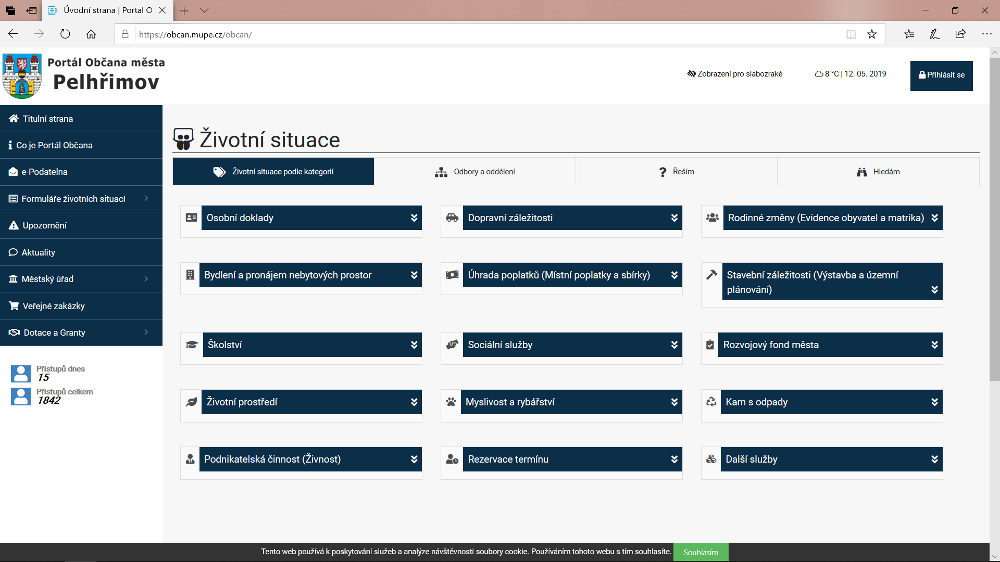 Úvodní strana | Portal O
https://obcan.mupe.cz/obcan/
Portál Občana města
Pelhřimov
Zobrazení pro slabozraké
8 °C | 12. 05. 2019
Přihlásit se
Titulní strana
Co je Portál Občana
e-Podatelna
Formuláře životních situací
Upozornění
Aktuality
Městský úřad
Veřejné zakázky
Dotace a Granty
Přístupů dnes
15
Přístupů celkem
1842
Životní situace
Životní situace podle kategorií
Odbory a oddělení
Řeším
Hledám
Osobní doklady
Dopravní záležitosti
Rodinné změny (Evidence obyvatel a matrika)
Bydlení a pronájem nebytových prostor
Úhrada poplatků (Místní poplatky a sbírky)
Stavební záležitosti (Výstavba a územní
plánování)
Školství
Sociální služby
Rozvojový fond města
Životní prostředí
Myslivost a rybářství
Kam s odpady
Podnikatelská činnost (Živnost)
Rezervace termínu
Další služby
Tento web používá k poskytování služeb a analýze návštěvnosti soubory cookie. Používáním tohoto webu s tím souhlasíte.
Souhlasím